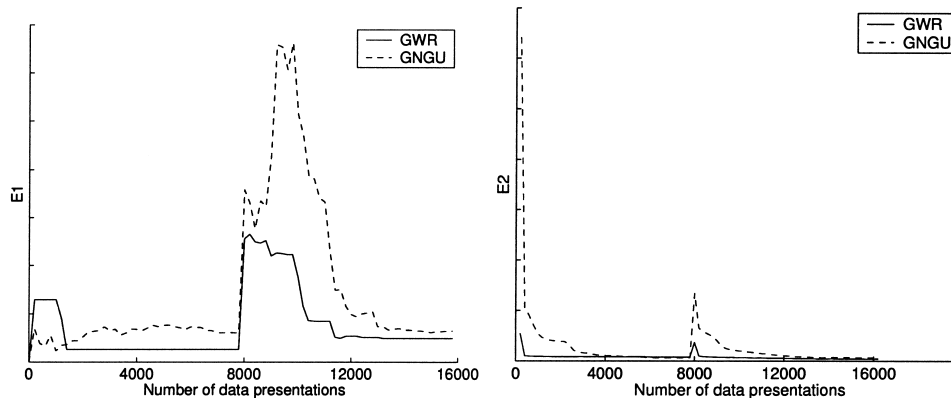 GWR
GNGU
E1
0
4000
8000
12000
16000
Number of data presentations
GWR
GNGU
E2
0
4000
8000
12000
16000
Number of data presentations